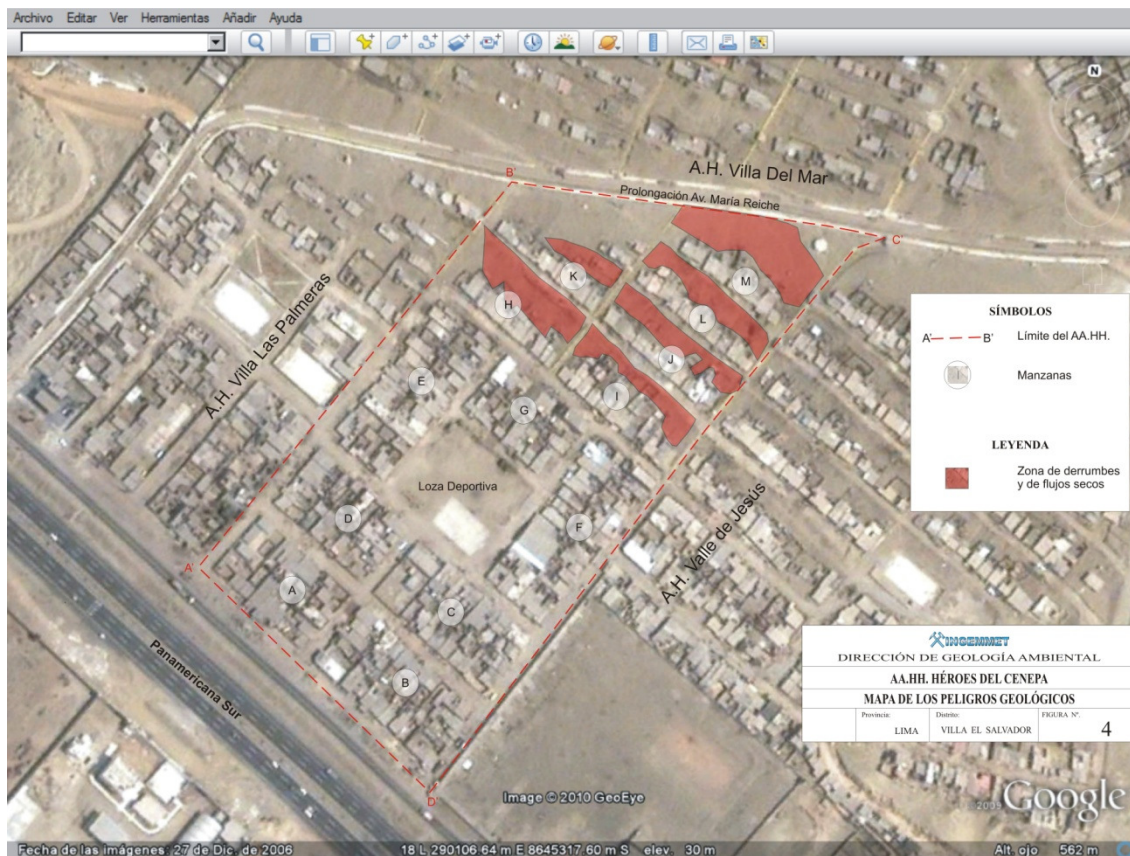 Archivo Editar Ver Herramientas Añadir Ayuda
N
A.H. Villa Del Mar
B'
Prolongación Av. María Reiche
C'
K
M
H
L
A.H. Villa Las Palmeras
J
E
I
G
Loza Deportiva
D
F
A.H. Valle de Jesús
A'
A
C
B
Panamericana Sur
D'
SÍMBOLOS
A' B' Límite del AA.HH.
I Manzanas
LEYENDA
Zona de derrumbes
y de flujos secos
INGEMMET
DIRECCIÓN DE GEOLOGÍA AMBIENTAL
AA.HH. HÉROES DEL CENEPA
MAPA DE LOS PELIGROS GEOLÓGICOS
Provincia: Distrito: FIGURA Nº.
LIMA VILLA EL SALVADOR 4
Image © 2010 GeoEye
©2009 Google
Fecha de las imágenes: 27 de Dic. de 2006 18 L 290106.64 m E 8645317.60 m S elev. 30 m Alt. ojo 562 m